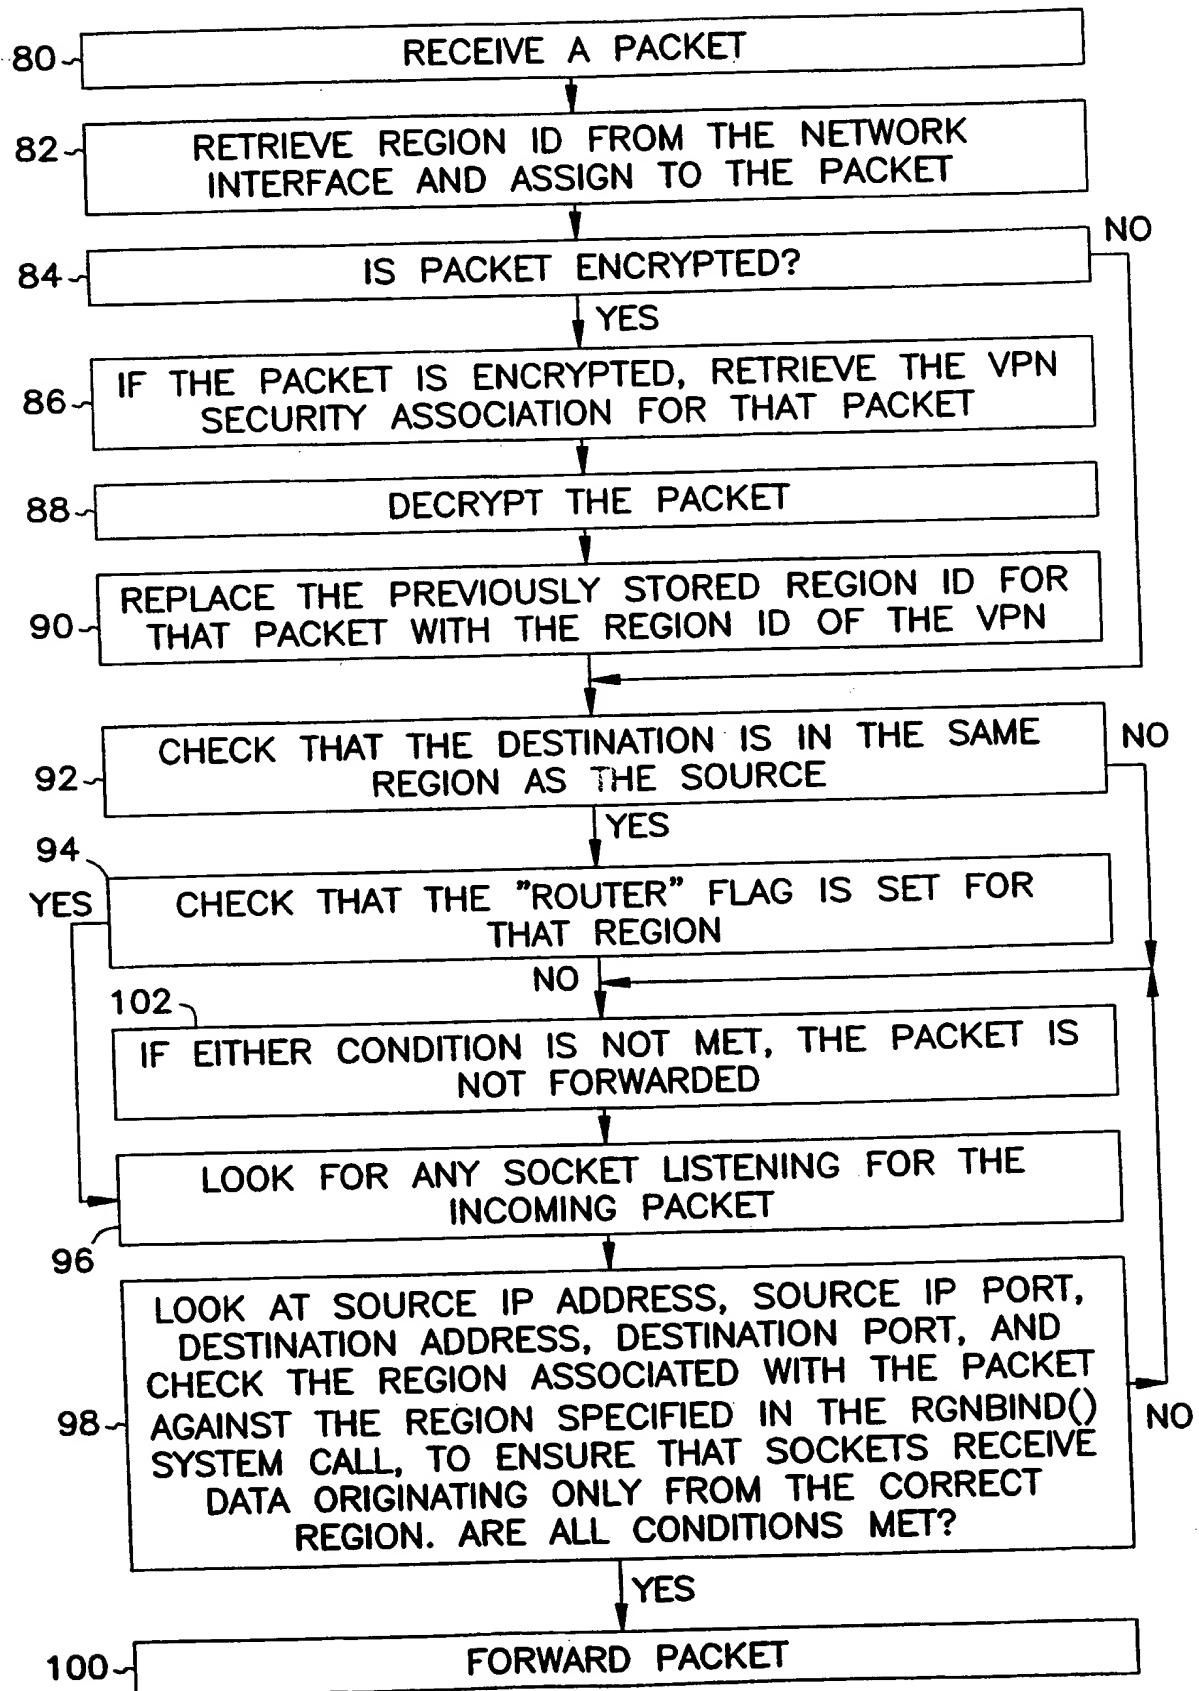 80
RECEIVE A PACKET
82
RETRIEVE REGION ID FROM THE NETWORK
INTERFACE AND ASSIGN TO THE PACKET
NO
84
IS PACKET ENCRYPTED?
YES
86
IF THE PACKET IS ENCRYPTED, RETRIEVE THE VPN
SECURITY ASSOCIATION FOR THAT PACKET
88
DECRYPT THE PACKET
90
REPLACE THE PREVIOUSLY STORED REGION ID FOR
THAT PACKET WITH THE REGION ID OF THE VPN
92
CHECK THAT THE DESTINATION IS IN THE SAME
REGION AS THE SOURCE
NO
YES
94
YES
CHECK THAT THE "ROUTER" FLAG IS SET FOR
THAT REGION
NO
102
IF EITHER CONDITION IS NOT MET, THE PACKET IS
NOT FORWARDED
LOOK FOR ANY SOCKET LISTENING FOR THE
INCOMING PACKET
96
LOOK AT SOURCE IP ADDRESS, SOURCE IP PORT,
DESTINATION ADDRESS, DESTINATION PORT, AND
CHECK THE REGION ASSOCIATED WITH THE PACKET
98
AGAINST THE REGION SPECIFIED IN THE RGNBIND()
SYSTEM CALL, TO ENSURE THAT SOCKETS RECEIVE
DATA ORIGINATING ONLY FROM THE CORRECT
REGION. ARE ALL CONDITIONS MET?
NO
YES
100
FORWARD PACKET